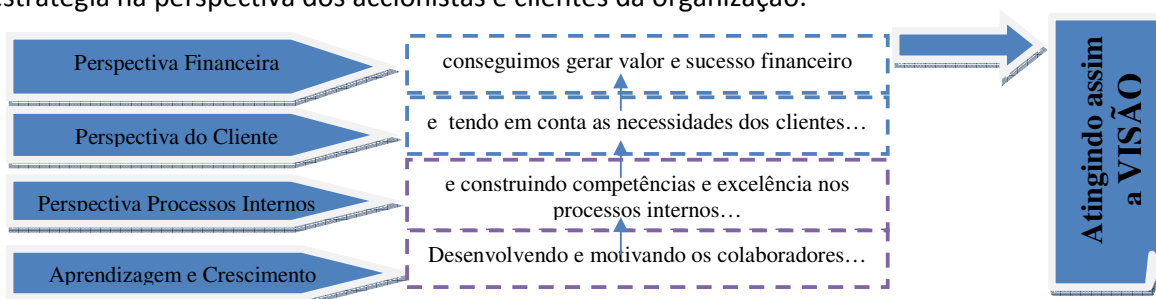 estratégia na perspectiva dos accionistas e clientes da organização.
Perspectiva Financeira
conseguimos gerar valor e sucesso financeiro
Perspectiva do Cliente
e tendo em conta as necessidades dos clientes…
Perspectiva Processos Internos
e construindo competências e excelência nos
processos internos…
Aprendizagem e Crescimento
Desenvolvendo e motivando os colaboradores…
Atingindo assim
a VISÃO